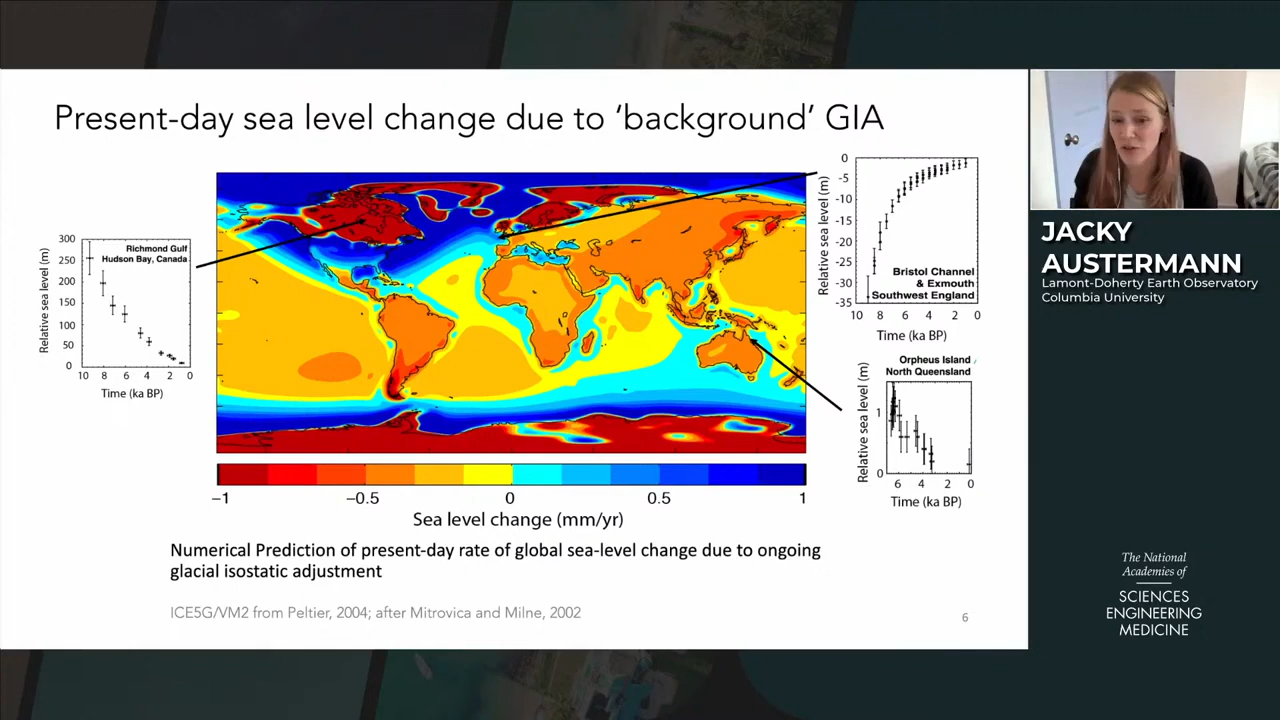 Present-day sea level change due to ‘background’ GIA
Relative sea level (m)
300
250
200
150
100
50
0
Richmond Gulf
Hudson Bay, Canada
10 8 6 4 2 0
Time (ka BP)
Relative sea level (m)
0
-5
-10
-15
-20
-25
-30
-35
Bristol Channel
& Exmouth
Southwest England
10 8 6 4 2 0
Time (ka BP)
Orpheus Island
North Queensland
Relative sea level (m)
1
0
6 4 2 0
Time (ka BP)
−1 −0.5 0 0.5 1
Sea level change (mm/yr)
Numerical Prediction of present-day rate of global sea-level change due to ongoing
glacial isostatic adjustment
ICE5G/VM2 from Peltier, 2004; after Mitrovica and Milne, 2002
6
JACKY
AUSTERMANN
Lamont-Doherty Earth Observatory
Columbia University
The National
Academies of
SCIENCES
ENGINEERING
MEDICINE